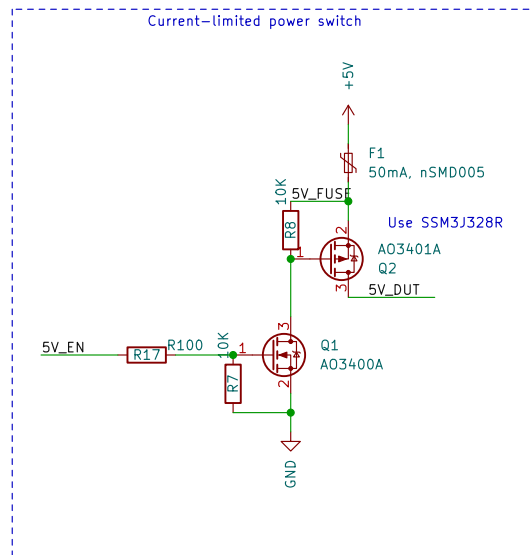 Current-limited power switch
+5V
F1
50mA, nSMD005
10K
5V_FUSE
R8
2
Use SSM3J328R
1
AO3401A
Q2
3
5V_DUT
3
5V_EN
R17
R100
10K
1
Q1
AO3400A
R7
2
GND